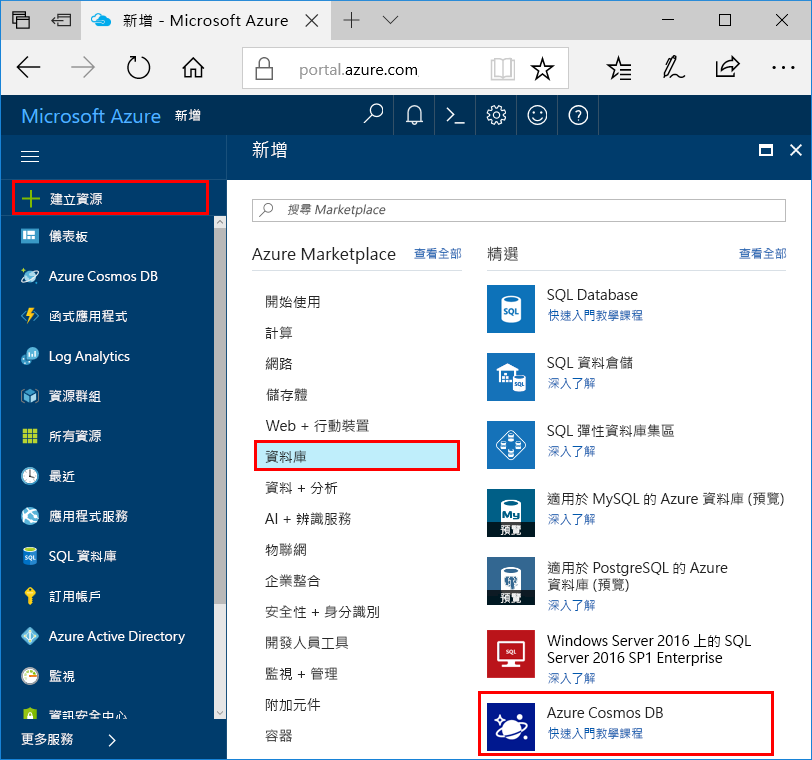 新增 - Microsoft Azure
portal.azure.com
Microsoft Azure 新增
新增
建立資源
儀表板
Azure Cosmos DB
函式應用程式
Log Analytics
資源群組
所有資源
最近
應用程式服務
SQL 資料庫
訂用帳戶
Azure Active Directory
監視
資訊安全中心
更多服務
搜尋 Marketplace
Azure Marketplace 查看全部
開始使用
計算
網路
儲存體
Web + 行動裝置
資料庫
資料 + 分析
AI + 辨識服務
物聯網
企業整合
安全性 + 身分識別
開發人員工具
監視 + 管理
附加元件
容器
精選 查看全部
SQL
SQL Database
快速入門教學課程
SQL
SQL 資料倉儲
深入了解
SQL 彈性資料庫集區
深入了解
My
預覽
適用於 MySQL 的 Azure 資料庫 (預覽)
深入了解
預覽
適用於 PostgreSQL 的 Azure
資料庫 (預覽)
深入了解
SQL
Windows Server 2016 上的 SQL
Server 2016 SP1 Enterprise
深入了解
Azure Cosmos DB
快速入門教學課程